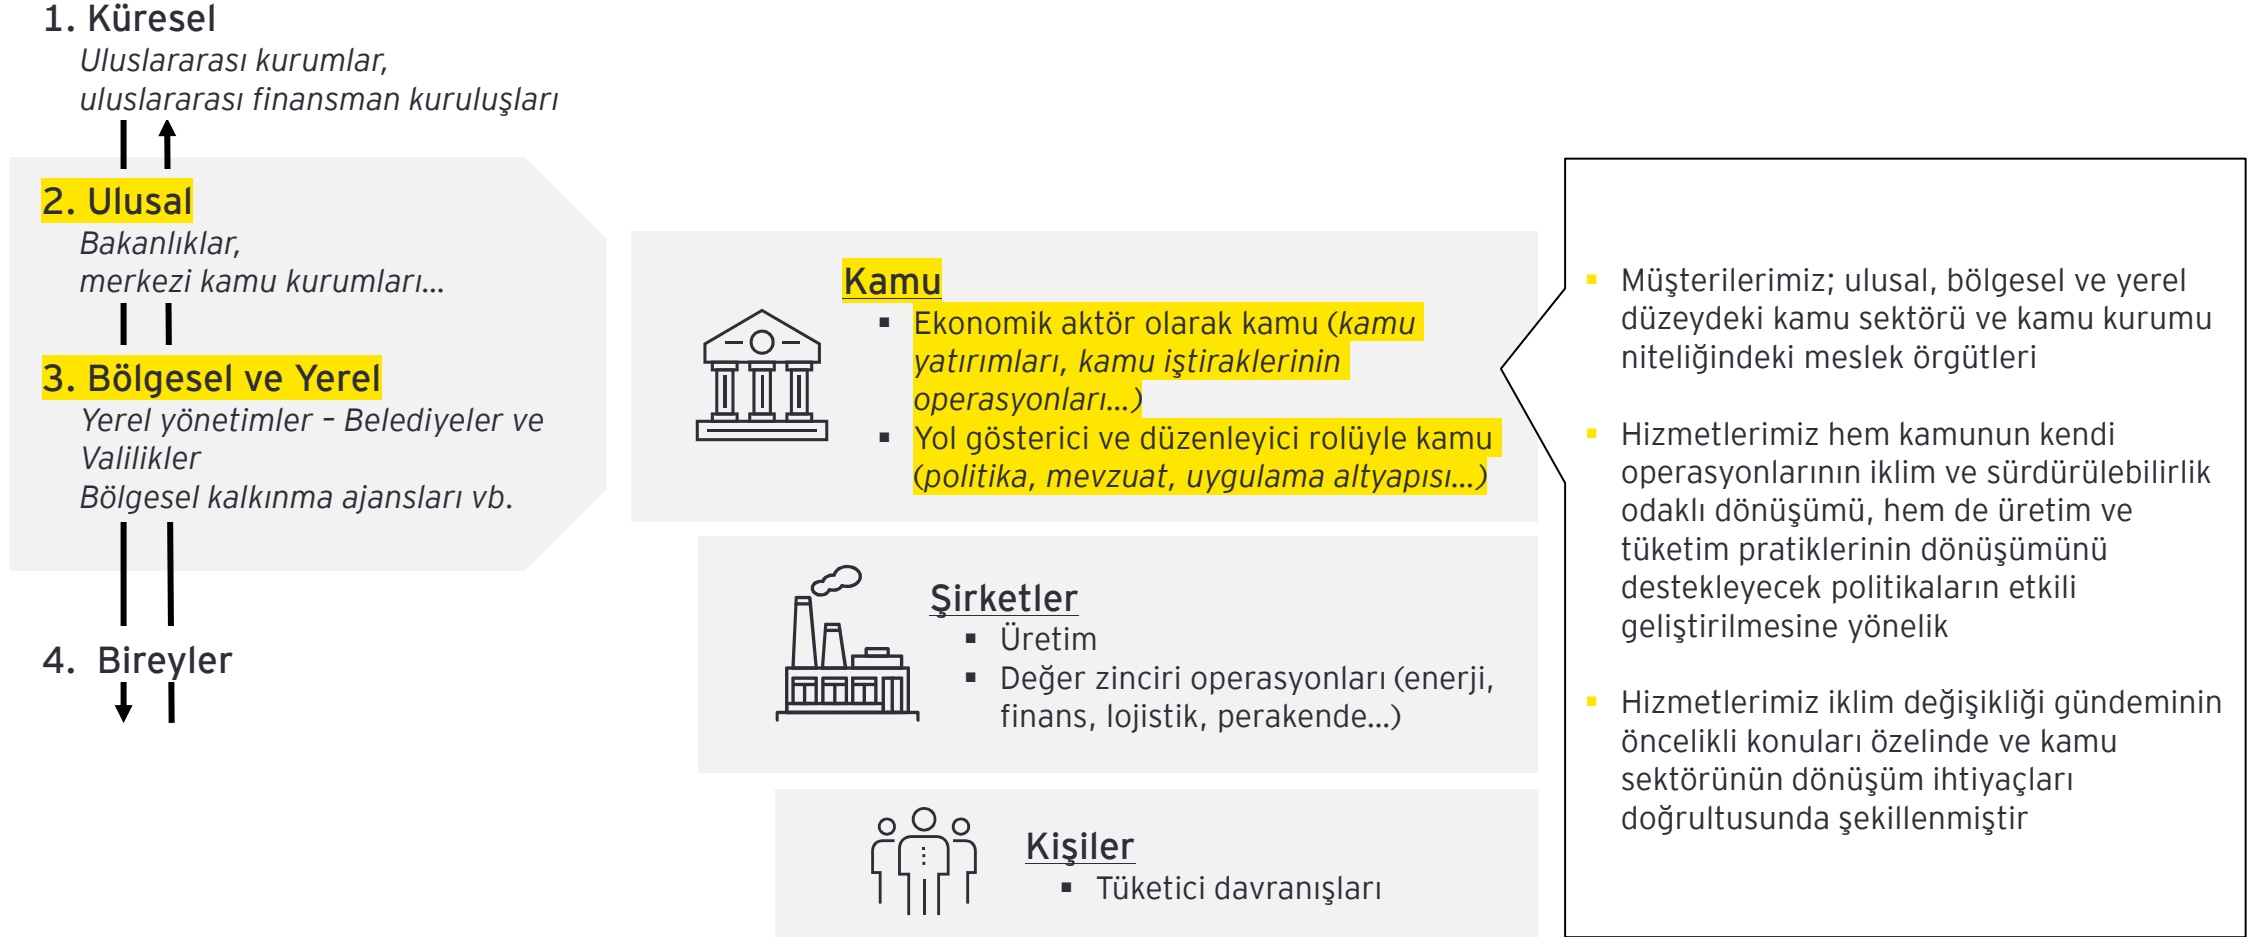 1. Küresel
Uluslararası kurumlar,
uluslararası finansman kuruluşları
2. Ulusal
Bakanlıklar,
merkezi kamu kurumları...
3. Bölgesel ve Yerel
Yerel yönetimler – Belediyeler ve
Valilikler
Bölgesel kalkınma ajansları vb.
4. Bireyler
Kamu
▪ Ekonomik aktör olarak kamu (kamu
yatırımları, kamu iştiraklerinin
operasyonları...)
▪ Yol gösterici ve düzenleyici rolüyle kamu
(politika, mevzuat, uygulama altyapısı...)
Şirketler
▪ Üretim
▪ Değer zinciri operasyonları (enerji,
finans, lojistik, perakende...)
Kişiler
▪ Tüketici davranışları
▪ Müşterilerimiz; ulusal, bölgesel ve yerel
düzeydeki kamu sektörü ve kamu kurumu
niteliğindeki meslek örgütleri
▪ Hizmetlerimiz hem kamunun kendi
operasyonlarının iklim ve sürdürülebilirlik
odaklı dönüşümü, hem de üretim ve
tüketim pratiklerinin dönüşümünü
destekleyecek politikaların etkili
geliştirilmesine yönelik
▪ Hizmetlerimiz iklim değişikliği gündeminin
öncelikli konuları özelinde ve kamu
sektörünün dönüşüm ihtiyaçları
doğrultusunda şekillenmiştir